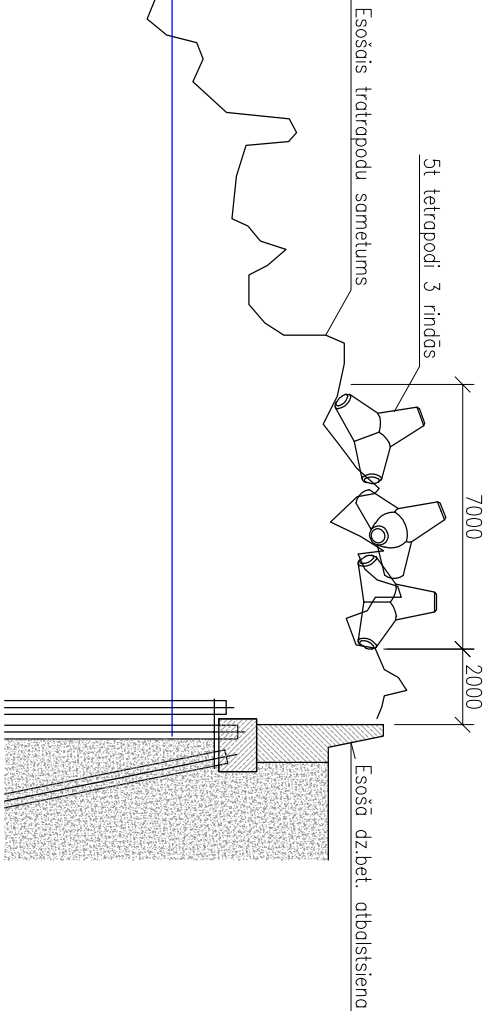 Esošais tratrapodu sametums
5t tetrapodi 3 rindās
7000
2000
Esošā dz.bet. atbalstsiena